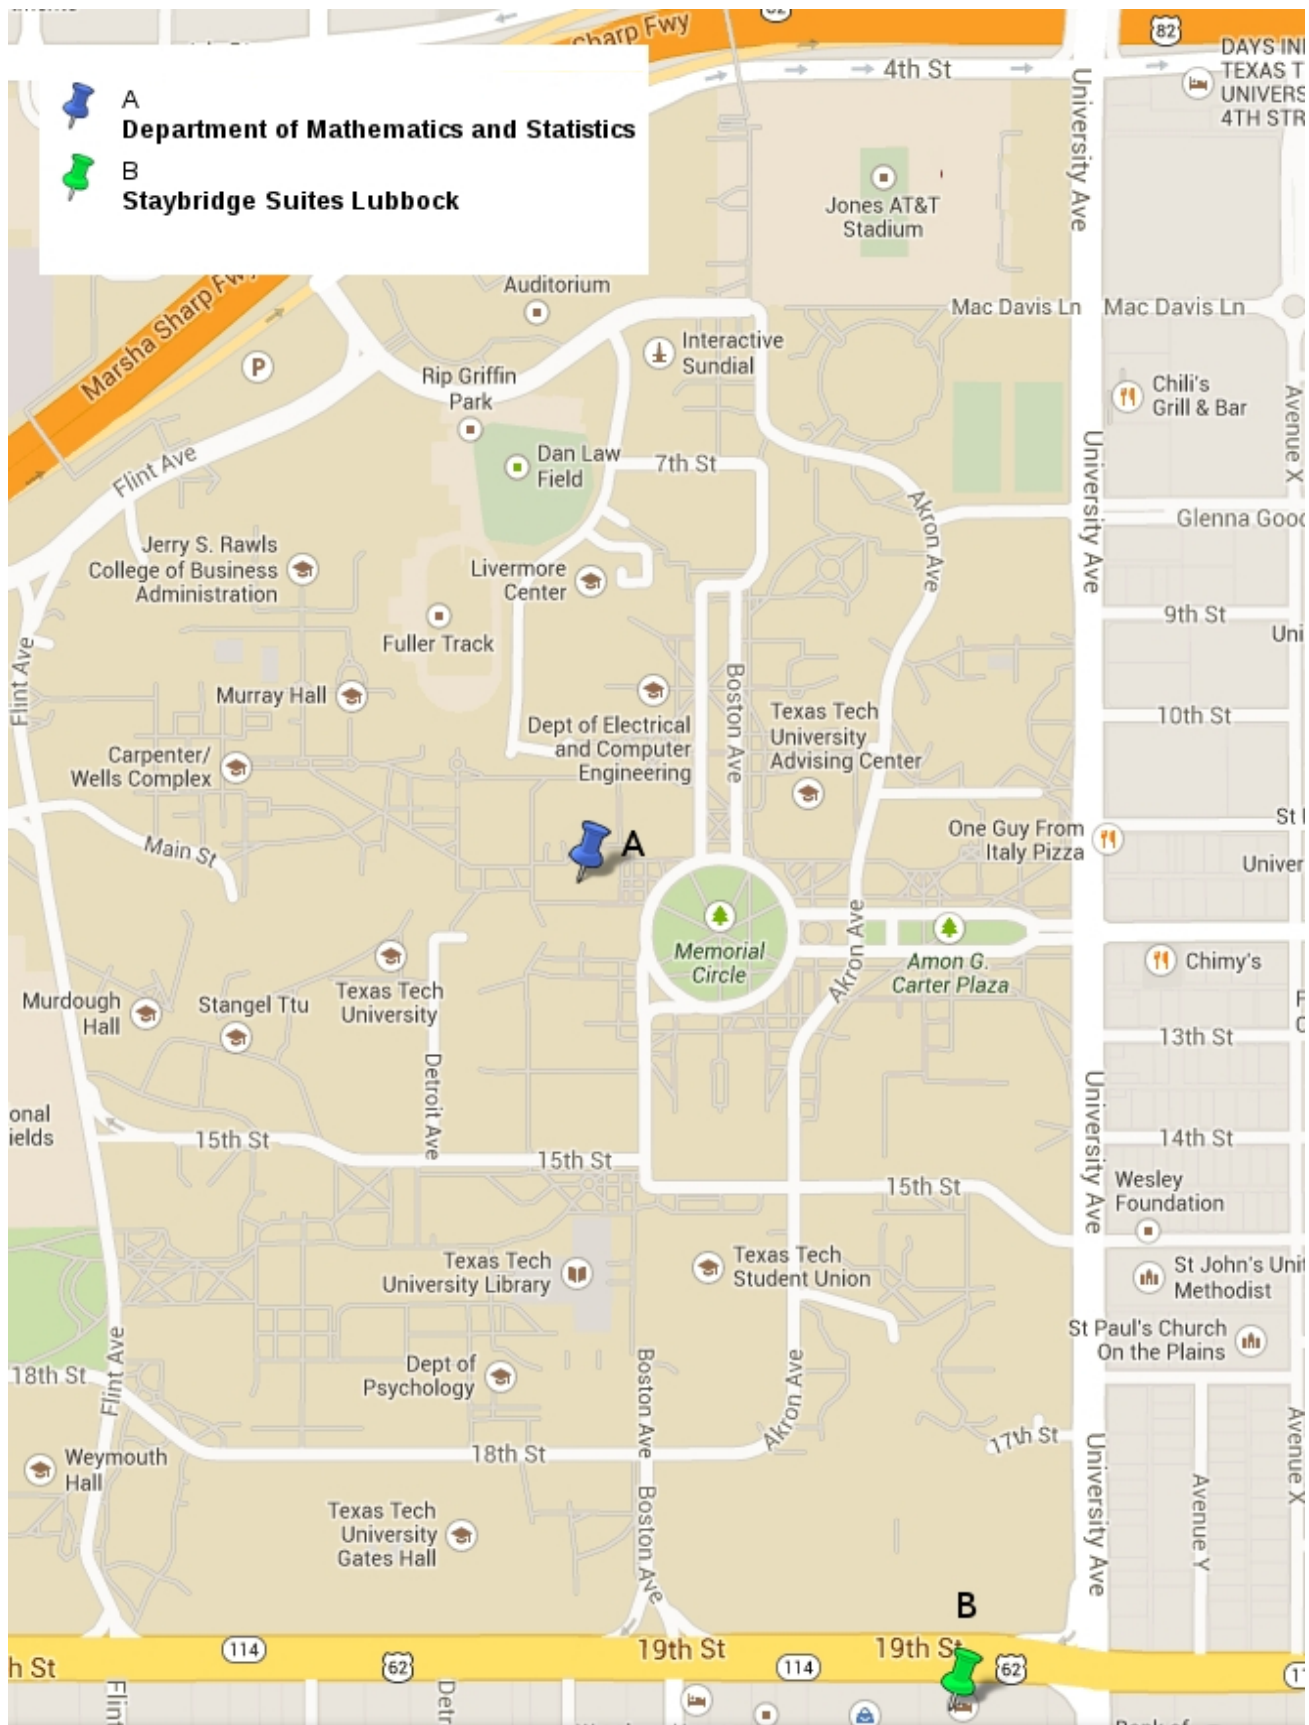 Sharp Fwy
82
4th St
DAYS INN
TEXAS T
UNIVERS
4TH STR
A
Department of Mathematics and Statistics
B
Staybridge Suites Lubbock
University Ave
Jones AT&T
Stadium
Marsha Sharp Fwy
Auditorium
Mac Davis Ln
Mac Davis Ln
P
Interactive
Sundial
Rip Griffin
Park
Chili's
Grill & Bar
Avenue X
Dan Law
Field
7th St
Flint Ave
University Ave
Akron Ave
Glenna Good
Jerry S. Rawls
College of Business
Administration
Livermore
Center
9th St
Uni
Fuller Track
Flint Ave
Murray Hall
Boston Ave
Dept of Electrical
and Computer
Engineering
Texas Tech
University
Advising Center
10th St
Carpenter/
Wells Complex
Main St
A
One Guy From
Italy Pizza
St
Univer
Memorial
Circle
Akron Ave
Amon G.
Carter Plaza
Chimy's
Murdough
Hall
Stangel Ttu
Texas Tech
University
13th St
Detroit Ave
University Ave
onal
ields
15th St
15th St
14th St
15th St
Wesley
Foundation
Texas Tech
University Library
Texas Tech
Student Union
St John's Unit
Methodist
St Paul's Church
On the Plains
18th St
Flint Ave
Dept of
Psychology
Boston Ave
Akron Ave
Avenue X
Weymouth
Hall
18th St
17th St
University Ave
Avenue Y
Texas Tech
University
Gates Hall
Boston Ave
B
h St
114
62
19th St
114
19th St
62
11
Flint
Detr